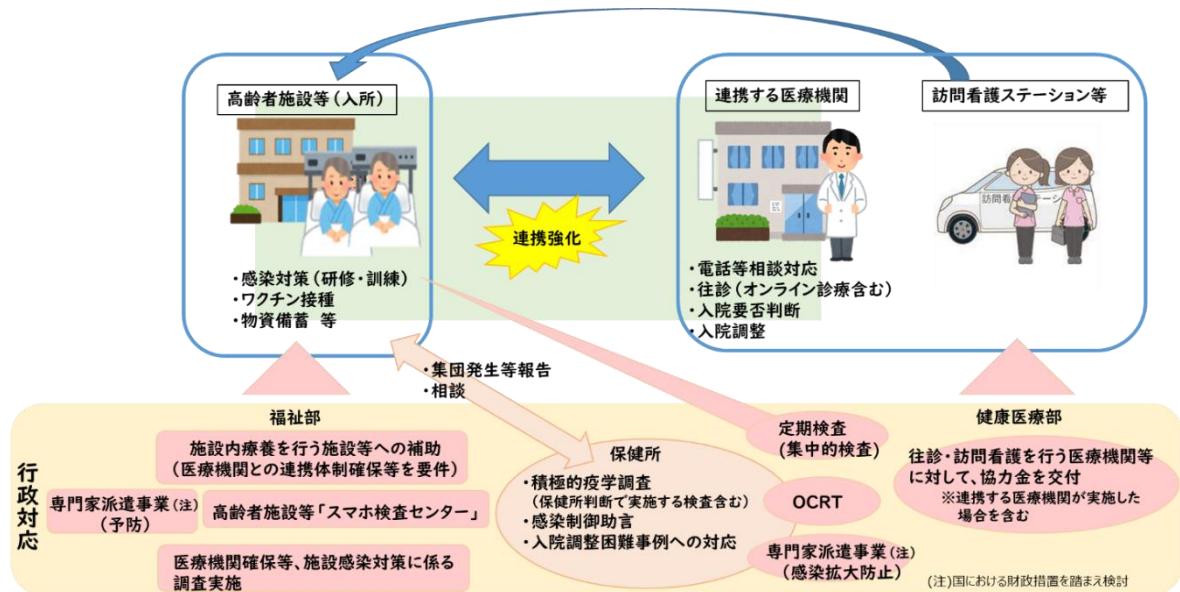 高齢者施設等(入所)
連携する医療機関
訪問看護ステーション等
訪問看護ステーション
連携強化
・感染対策(研修・訓練)
・ワクチン接種
・物資備蓄 等
・電話等相談対応
・往診(オンライン診療含む)
・入院要否判断
・入院調整
・集団発生等報告
・相談
行政対応
福祉部
施設内療養を行う施設等への補助
(医療機関との連携体制確保等を要件)
専門家派遣事業(注)
(予防)
高齢者施設等「スマホ検査センター」
医療機関確保等、施設感染対策に係る
調査実施
保健所
・積極的疫学調査
(保健所判断で実施する検査含む)
・感染制御助言
・入院調整困難事例への対応
定期検査
(集中的検査)
OCRT
専門家派遣事業(注)
(感染拡大防止)
健康医療部
往診・訪問看護を行う医療機関等
に対して、協力金を交付
※連携する医療機関が実施した
場合を含む
(注)国における財政措置を踏まえ検討